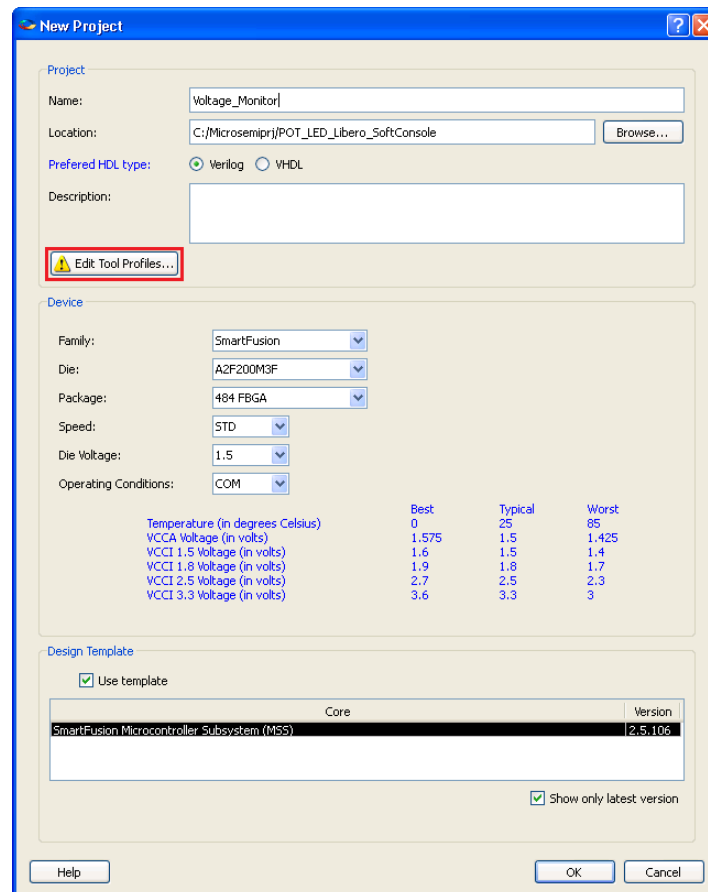 New Project
Project
Name: Voltage_Monitor
Location: C:/Microsemiprj/POT_LED_Libero_SoftConsole Browse...
Prefered HDL type: Verilog VHDL
Description:
Edit Tool Profiles...
Device
Family: SmartFusion
Die: A2F200M3F
Package: 484 FBGA
Speed: STD
Die Voltage: 1.5
Operating Conditions: COM
Best Typical Worst
Temperature (in degrees Celsius) 0 25 85
VCCA Voltage (in volts) 1.575 1.5 1.425
VCCI 1.5 Voltage (in volts) 1.6 1.5 1.4
VCCI 1.8 Voltage (in volts) 1.9 1.8 1.7
VCCI 2.5 Voltage (in volts) 2.7 2.5 2.3
VCCI 3.3 Voltage (in volts) 3.6 3.3 3
Design Template
Use template
Core Version
SmartFusion Microcontroller Subsystem (MSS) 2.5.106
Show only latest version
Help OK Cancel